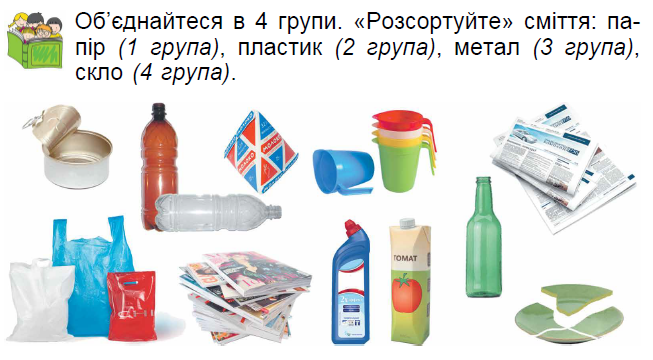 Об’єднайтеся в 4 групи. «Розсортуйте» сміття: па-
пір (1 група), пластик (2 група), метал (3 група),
скло (4 група).
МОЛОКО
ТОМАТ